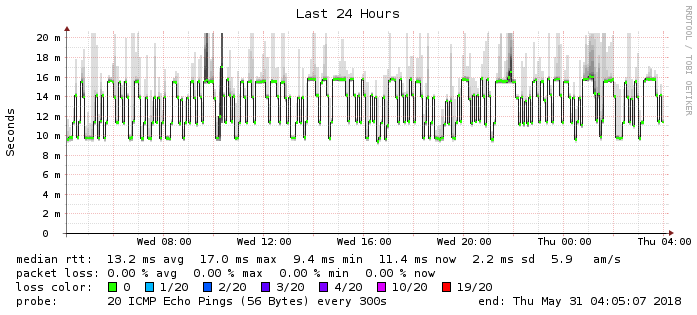 Last 24 Hours
RRDTOOL / TOBI OETIKER
Seconds
20 m
18 m
16 m
14 m
12 m
10 m
8 m
6 m
4 m
2 m
0
Wed 08:00 Wed 12:00 Wed 16:00 Wed 20:00 Thu 00:00 Thu 04:00
median rtt: 13.2 ms avg 17.0 ms max 9.4 ms min 11.4 ms now 2.2 ms sd 5.9 am/s
packet loss: 0.00 % avg 0.00 % max 0.00 % min 0.00 % now
loss color: 0 1/20 2/20 3/20 4/20 10/20 19/20
probe: 20 ICMP Echo Pings (56 Bytes) every 300s end: Thu May 31 04:05:07 2018